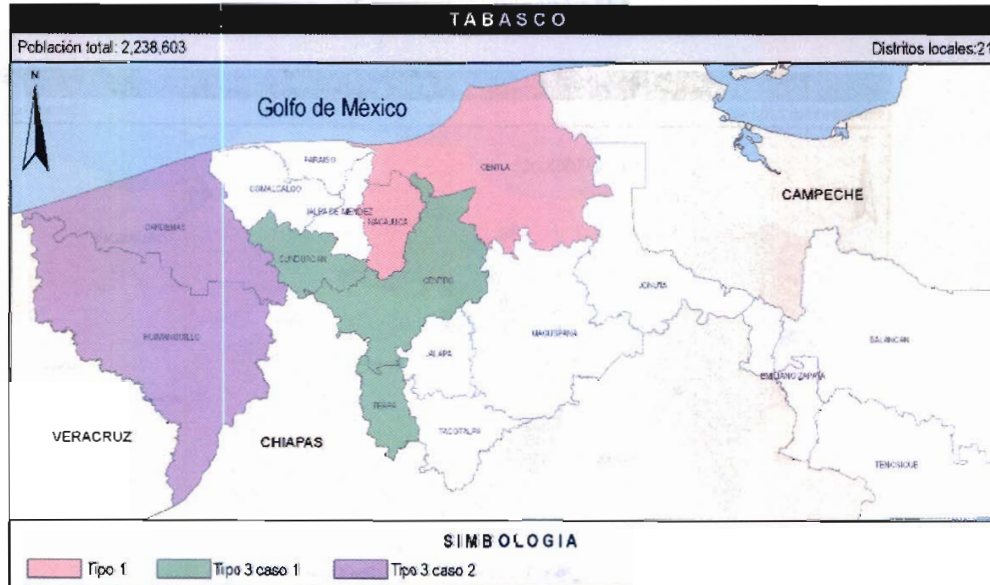 TABASCO
Población total: 2,238,603
Distritos locales:21
N
Golfo de México
PARAISO
CENTLA
COMALCALCO
CAMPECHE
JALPA DE MENDEZ
NACAJUCA
CARDENAS
CUNDUACAN
CENTRO
JONUTA
HUIMANGUILLO
MACUSPANA
BALANCAN
JALAPA
EMILIANO ZAPATA
TEAPA
VERACRUZ
CHIAPAS
TACOTALPA
TENOSIQUE
SIMBOLOGIA
Tipo 1
Tipo 3 caso 1
Tipo 3 caso 2